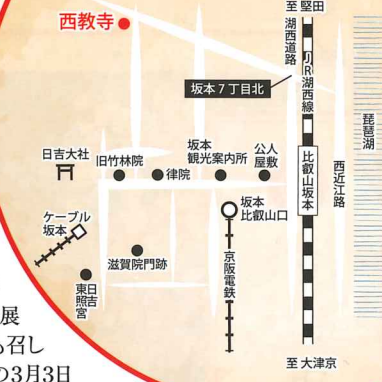 至 堅田
西教寺
湖西道路
JR湖西線
坂本7丁目北
琵琶湖
日吉大社
旧竹林院
律院
坂本
観光案内所
公人
屋敷
比叡山坂本
西近江路
ケーブル
坂本
坂本
比叡山口
滋賀院門跡
京阪電鉄
日吉
東照宮
展
も召し
の3月3日
至 大津京